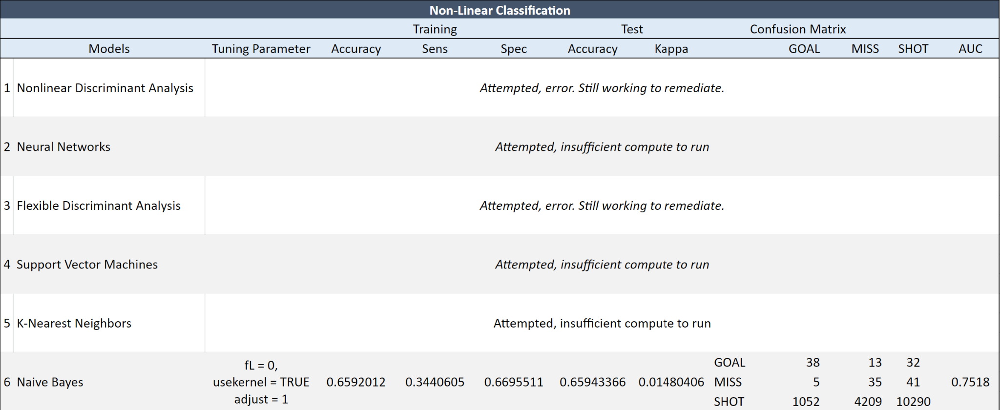 Non-Linear Classification
Training Test Confusion Matrix
Models Tuning Parameter Accuracy Sens Spec Accuracy Kappa GOAL MISS SHOT AUC
1 Nonlinear Discriminant Analysis Attempted, error. Still working to remediate.
2 Neural Networks Attempted, insufficient compute to run
3 Flexible Discriminant Analysis Attempted, error. Still working to remediate.
4 Support Vector Machines Attempted, insufficient compute to run
5 K-Nearest Neighbors Attempted, insufficient compute to run
fL = 0, GOAL 38 13 32
6 Naive Bayes usekernel = TRUE 0.6592012 0.3440605 0.6695511 0.65943366 0.01480406 MISS 5 35 41 0.7518
adjust = 1 SHOT 1052 4209 10290